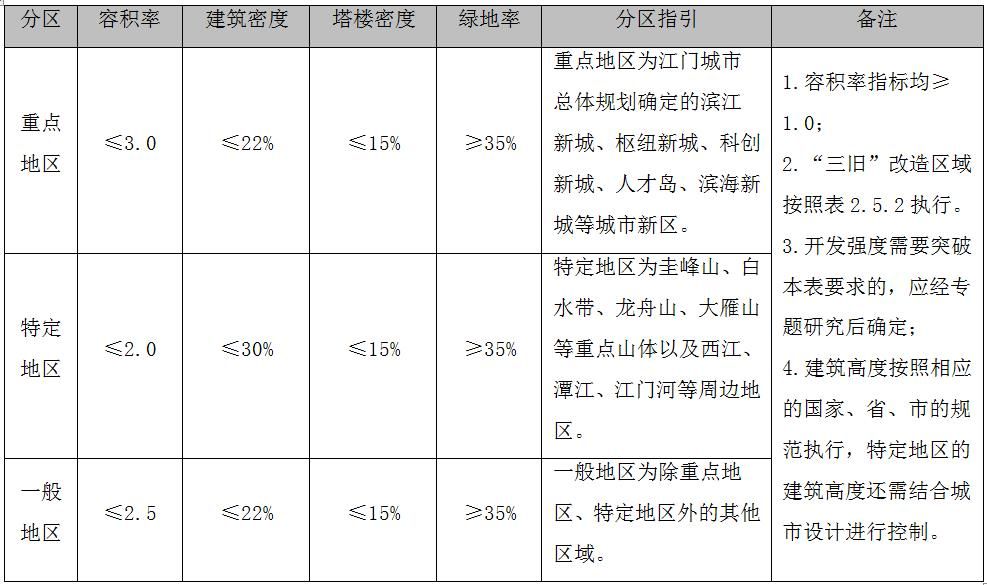 分区 容积率 建筑密度 塔楼密度 绿地率 分区指引 备注
重点
地区
≤3.0 ≤22% ≤15% ≥35%
重点地区为江门城市
总体规划确定的滨江
新城、枢纽新城、科创
新城、人才岛、滨海新
城等城市新区。
特定
地区
≤2.0 ≤30% ≤15% ≥35%
特定地区为圭峰山、白
水带、龙舟山、大雁山
等重点山体以及西江、
潭江、江门河等周边地
区。
一般
地区
≤2.5 ≤22% ≤15% ≥35%
一般地区为除重点地
区、特定地区外的其他
区域。
1.容积率指标均≥
1.0；
2.“三旧”改造区域
按照表2.5.2执行。
3.开发强度需要突破
本表要求的，应经专
题研究后确定；
4.建筑高度按照相应
的国家、省、市的规
范执行，特定地区的
建筑高度还需结合城
市设计进行控制。